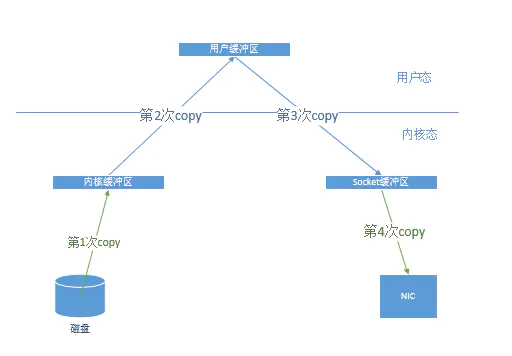 用户缓冲区
用户态
第2次copy
第3次copy
内核态
内核缓冲区
Socket缓冲区
第1次copy
第4次copy
NIC
磁盘